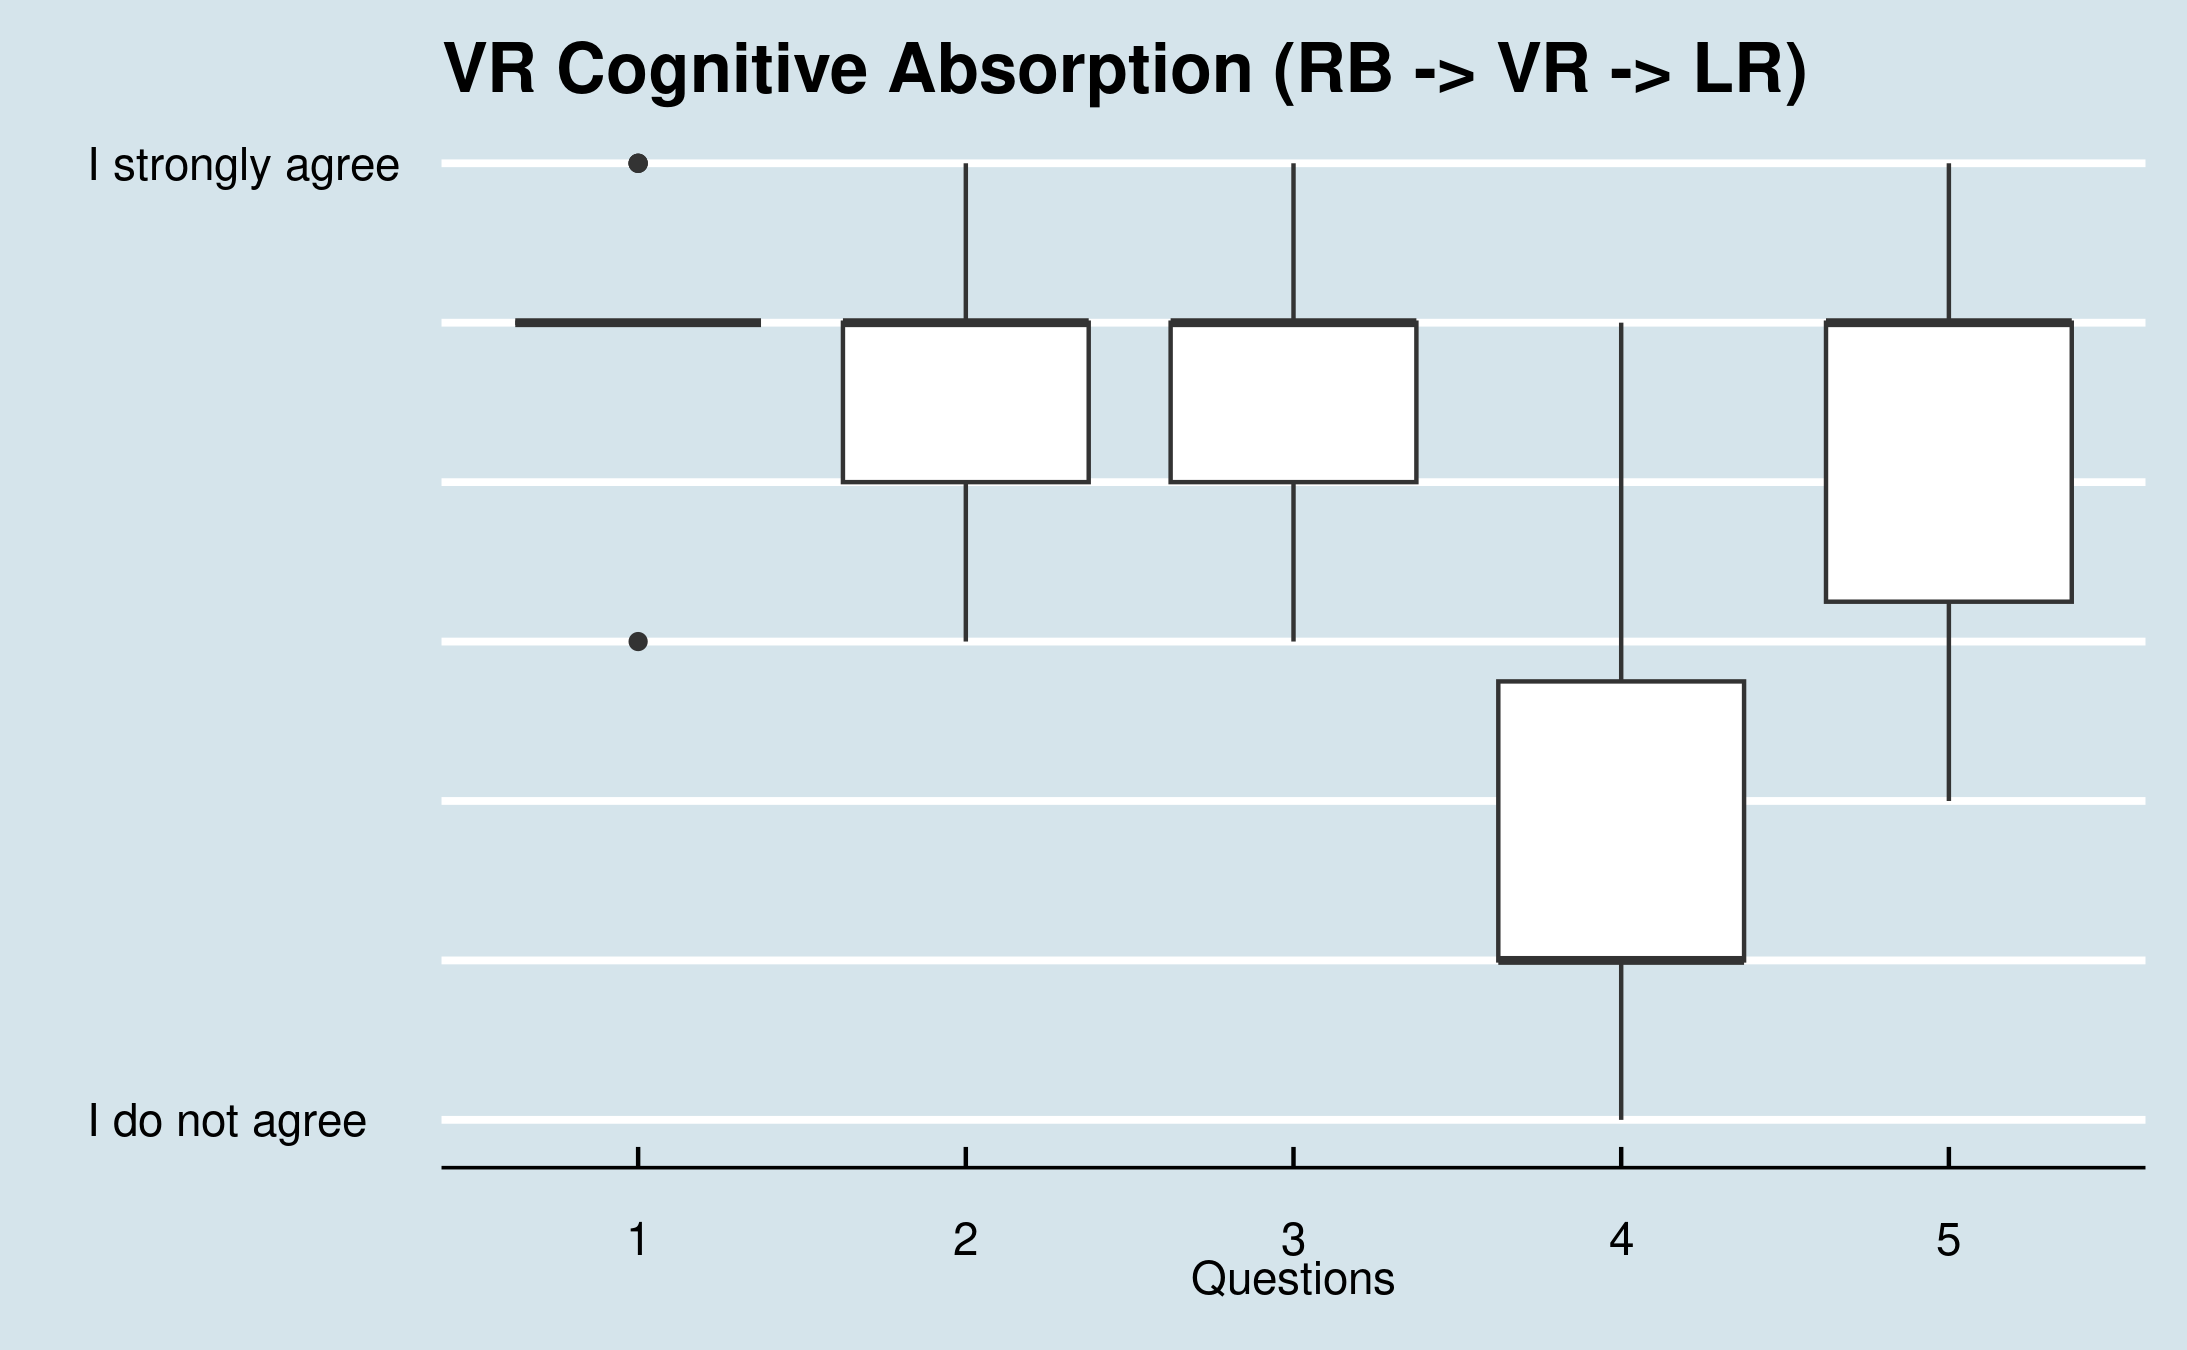 VR Cognitive Absorption (RB -> VR -> LR)
I strongly agree
I do not agree
1 2 3 4 5
Questions